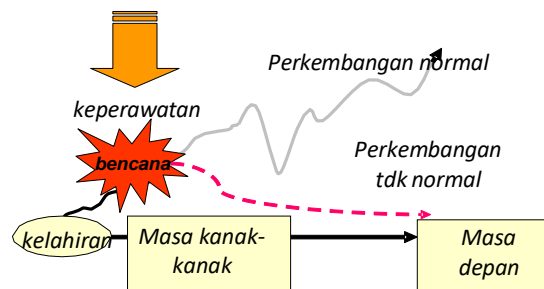 Perkembangan normal
keperawatan
bencana
Perkembangan
tdk normal
kelahiran
Masa kanak-
kanak
Masa
depan